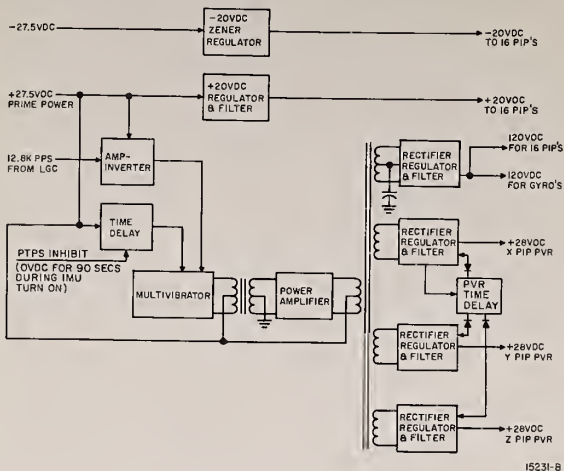 -27.5VDC
-20VDC
ZENER
REGULATOR
-20VDC
TO 16 PIP'S
+27.5VDC
PRIME POWER
+20VDC
REGULATOR
& FILTER
+20VDC
TO 16 PIP'S
12.8K PPS
FROM LGC
AMP-
INVERTER
RECTIFIER
REGULATOR
& FILTER
120VDC
FOR 16 PIP'S
120VDC
FOR GYRO'S
TIME
DELAY
PTPS INHIBIT
(0VDC FOR 90 SECS
DURING IMU
TURN ON)
MULTIVIBRATOR
POWER
AMPLIFIER
RECTIFIER
REGULATOR
& FILTER
+28VDC
X PIP PVR
PVR
TIME
DELAY
RECTIFIER
REGULATOR
& FILTER
+28VDC
Y PIP PVR
RECTIFIER
REGULATOR
& FILTER
+28VDC
Z PIP PVR
15231-B